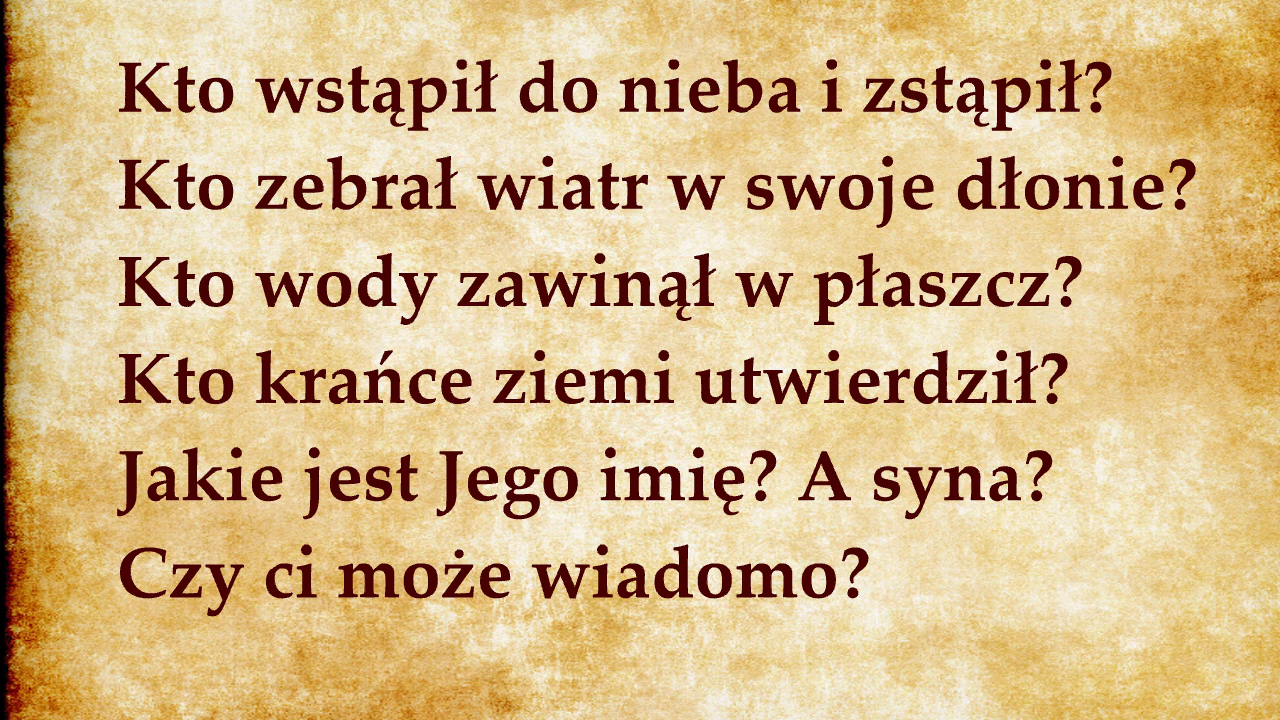 Kto wstąpił do nieba i zstąpił?
Kto zebrał wiatr w swoje dłonie?
Kto wody zawinął w płaszcz?
Kto krańce ziemi utwierdził?
Jakie jest Jego imię? A syna?
Czy ci może wiadomo?